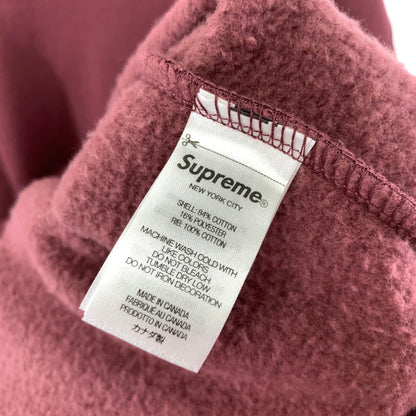 Supreme®
NEW YORK CITY
SHELL: 84% COTTON
16% POLYESTER
RIB: 100% COTTON
MACHINE WASH COLD WITH
LIKE COLORS
DO NOT BLEACH
TUMBLE DRY LOW
DO NOT IRON DECORATION
MADE IN CANADA
FABRIQUÉ AU CANADA
PRODOTTO IN CANADA
カナダ製